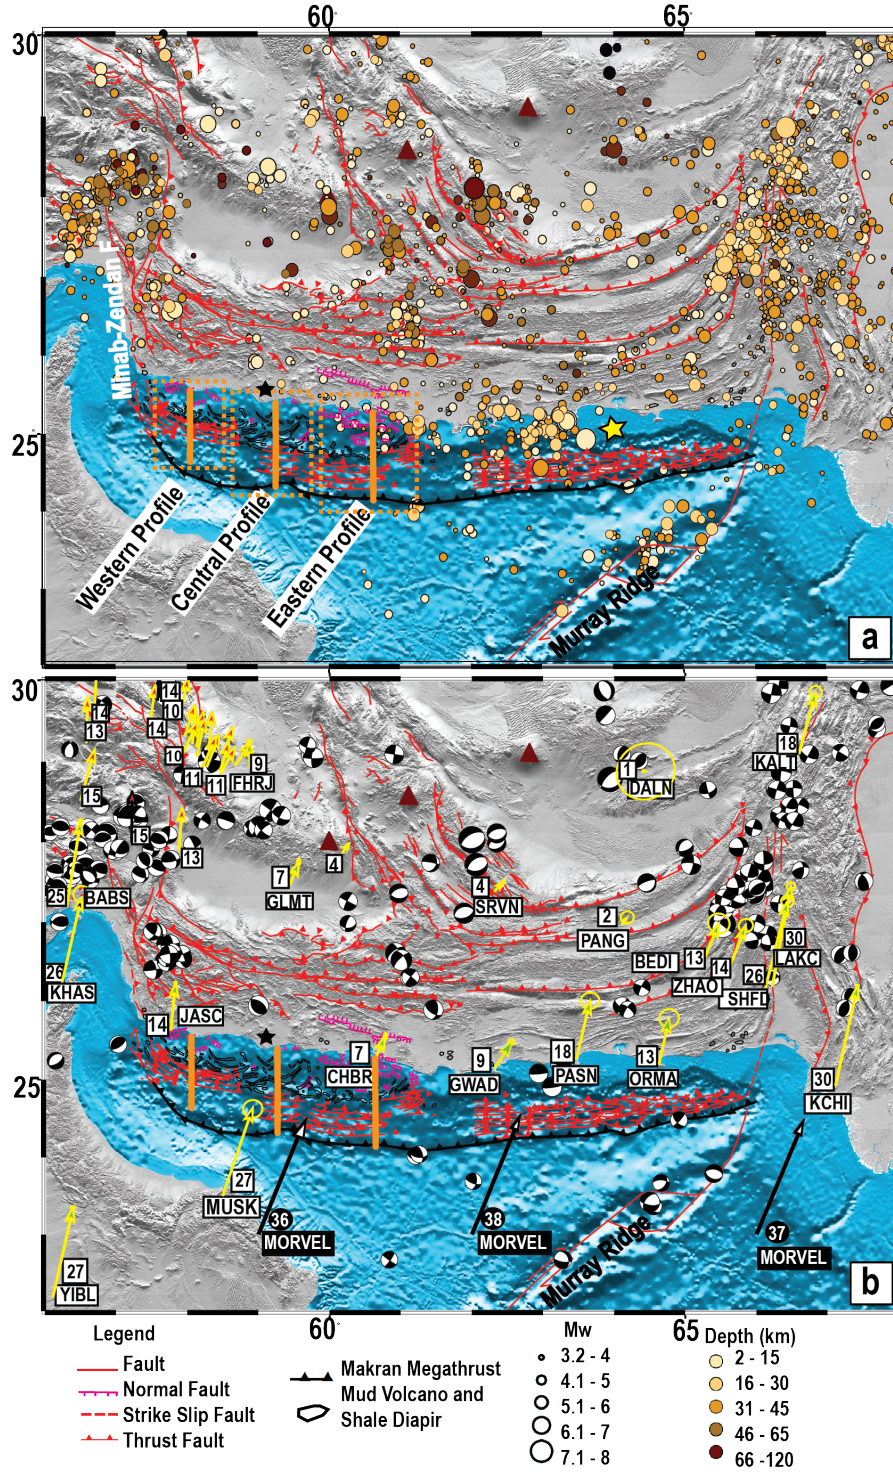 60°
65°
30°
Minab-Zendan F.
25°
Western Profile
Central Profile
Eastern Profile
Murray Ridge
a
30°
14
14
10
14
13
10
11
11
9
FHRJ
15
15
13
25
BABS
26
KHAS
14
JASC
7
GLMT
4
4
SRVN
1
DALN
18
KALT
2
PANG
BEDI
13
ZHAO
14
SHFD
26
30
LAKC
7
CHBR
9
GWAD
18
PASN
13
ORMA
30
KCHI
25°
27
MUSK
36
MORVEL
38
MORVEL
37
MORVEL
Murray Ridge
27
YIBL
b
60°
65°
Legend
Fault
Normal Fault
Strike Slip Fault
Thrust Fault
Makran Megathrust
Mud Volcano and
Shale Diapir
Mw
3.2 - 4
4.1 - 5
5.1 - 6
6.1 - 7
7.1 - 8
Depth (km)
2 - 15
16 - 30
31 - 45
46 - 65
66 -120